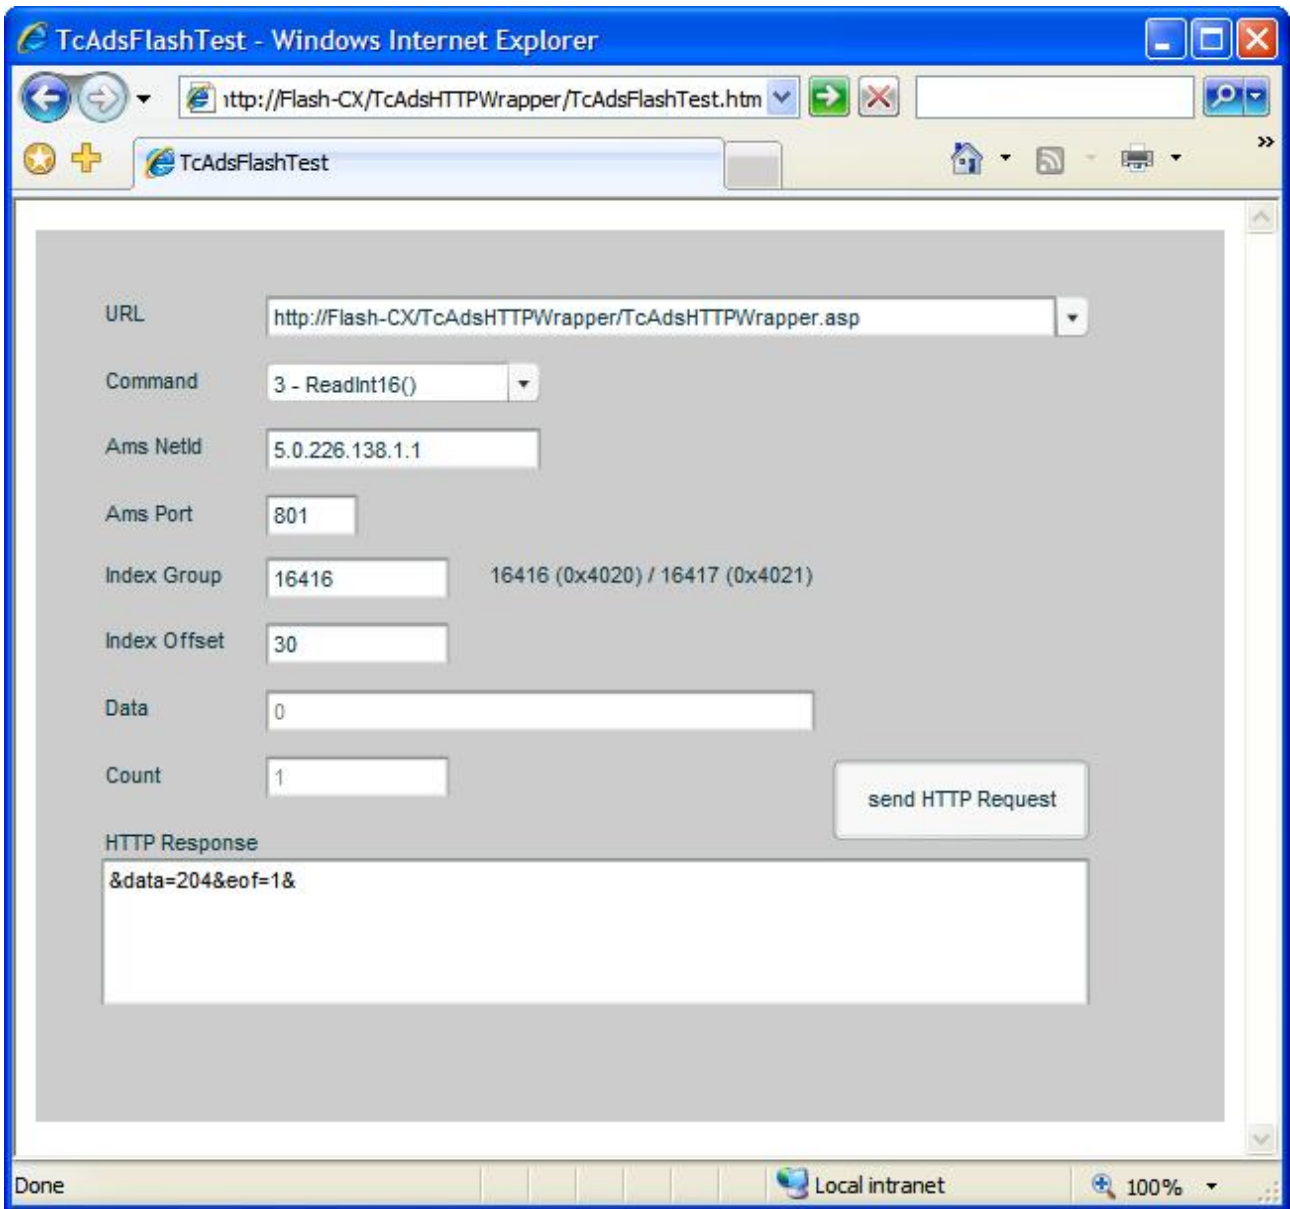 TcAdsFlashTest - Windows Internet Explorer
http://Flash-CX/TcAdsHTTPWrapper/TcAdsFlashTest.htm
TcAdsFlashTest
URL
http://Flash-CX/TcAdsHTTPWrapper/TcAdsHTTPWrapper.asp
Command
3 - ReadInt16()
Ams NetId
5.0.226.138.1.1
Ams Port
801
Index Group
16416
16416 (0x4020) / 16417 (0x4021)
Index Offset
30
Data
0
Count
1
send HTTP Request
HTTP Response
&data=204&eof=1&
Done
Local intranet
100%